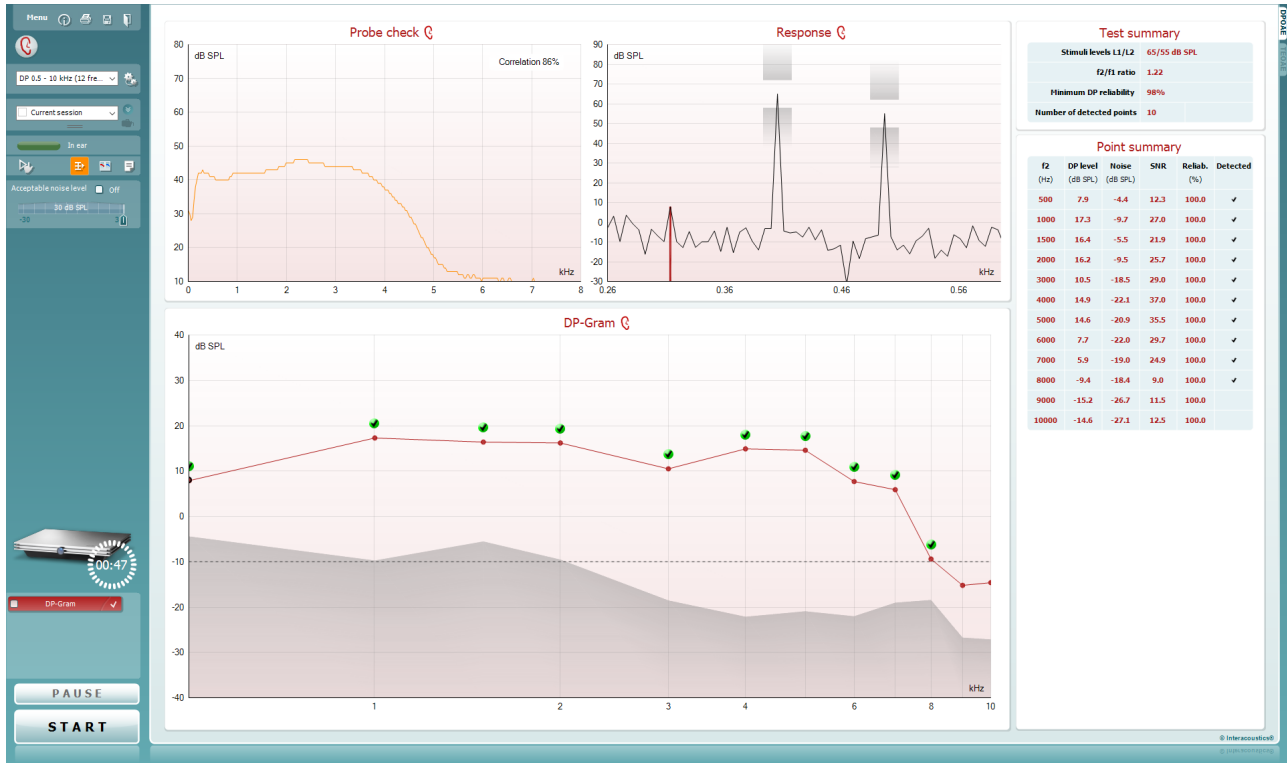 Menu
DP 0.5 - 10 kHz (12 fre...
Current session
In ear
Acceptable noise level Off
30 dB SPL
-30
00:47
DP-Gram
PAUSE
START
Probe check
80
70
60
50
40
30
20
10
dB SPL
Correlation 86%
kHz
0 1 2 3 4 5 6 7 8
Response
90
80
70
60
50
40
30
20
10
0
-10
-20
-30
dB SPL
kHz
0.26 0.36 0.46 0.56
DP-Gram
40
30
20
10
0
-10
-20
-30
-40
dB SPL
kHz
1 2 3 4 6 8 10
Test summary
Stimuli levels L1/L2 65/55 dB SPL
f2/f1 ratio 1.22
Minimum DP reliability 98%
Number of detected points 10
Point summary
f2 DP level Noise SNR Reliab. Detected
(Hz) (dB SPL) (dB SPL) (%)
500 7.9 -4.4 12.3 100.0
1000 17.3 -9.7 27.0 100.0
1500 16.4 -5.5 21.9 100.0
2000 16.2 -9.5 25.7 100.0
3000 10.5 -18.5 29.0 100.0
4000 14.9 -22.1 37.0 100.0
5000 14.6 -20.9 35.5 100.0
6000 7.7 -22.0 29.7 100.0
7000 5.9 -19.0 24.9 100.0
8000 -9.4 -18.4 9.0 100.0
9000 -15.2 -26.7 11.5 100.0
10000 -14.6 -27.1 12.5 100.0
© Interacoustics®
DPOAE
TEOAE